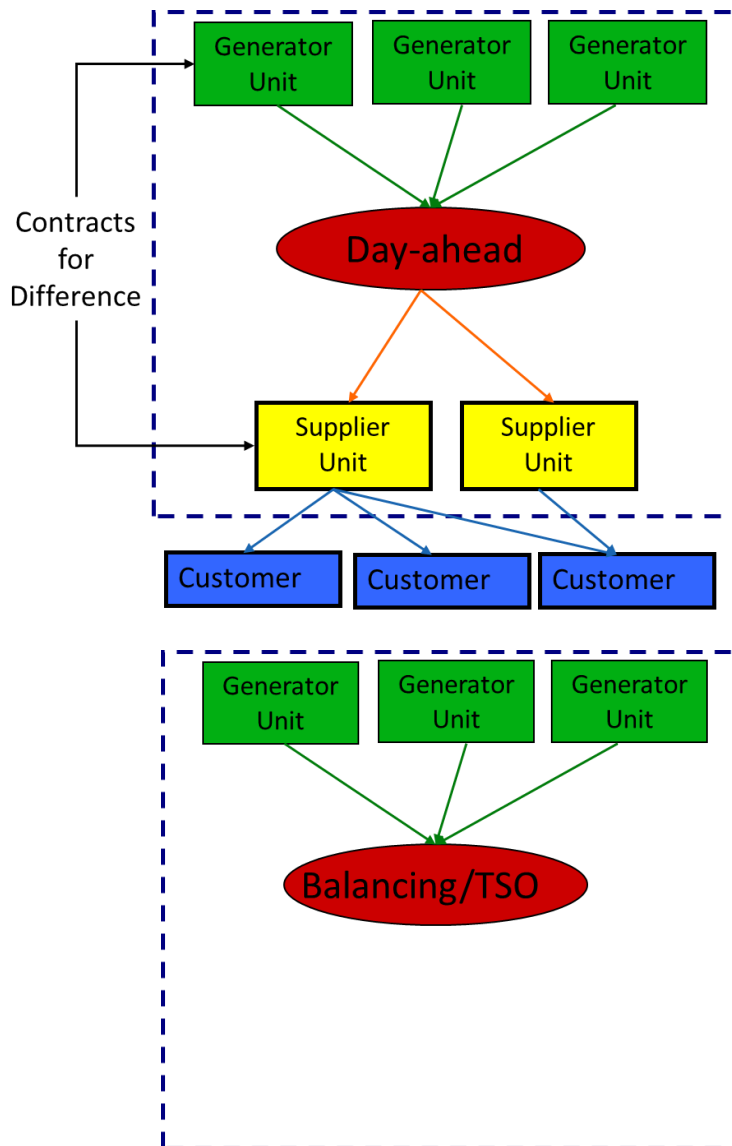 Generator
Unit
Generator
Unit
Generator
Unit
Contracts
for
Difference
Day-ahead
Supplier
Unit
Supplier
Unit
Customer
Customer
Customer
Generator
Unit
Generator
Unit
Generator
Unit
Balancing/TSO